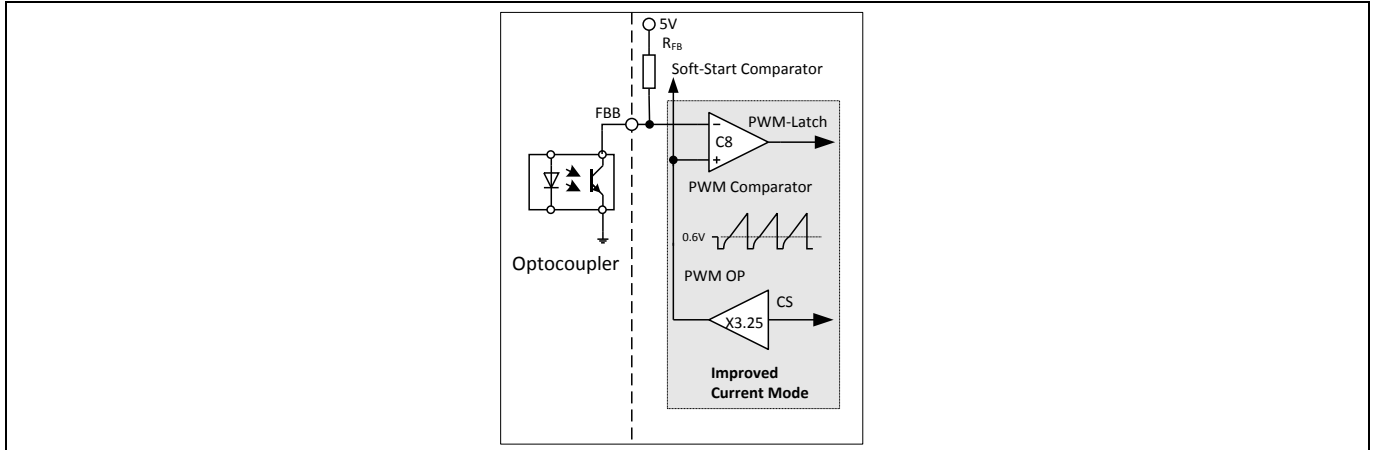 5V
RFB
Soft-Start Comparator
FBB
PWM-Latch
C8
PWM Comparator
0.6V
Optocoupler
PWM OP
CS
X3.25
Improved
Current Mode